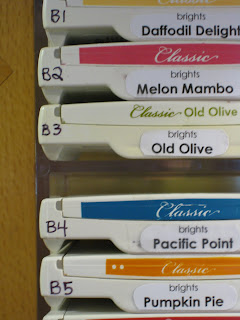 B1
brights
Daffodil Delight
B2
Classic
brights
Melon Mambo
B3
Classic Old Olive
brights
Old Olive
B4
Classic
brights
Pacific Point
B5
Classic
brights
Pumpkin Pie